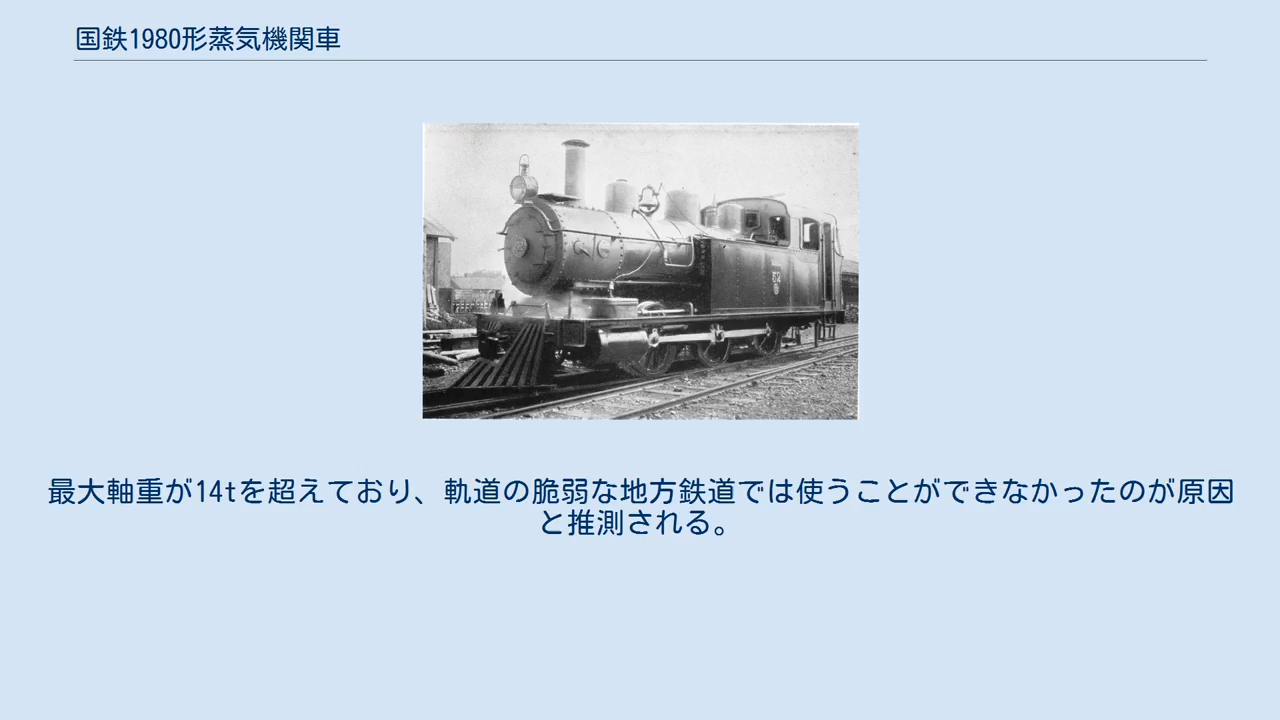 国鉄1980形蒸気機関車
最大軸重が14tを超えており、軌道の脆弱な地方鉄道では使うことができなかったのが原因
と推測される。